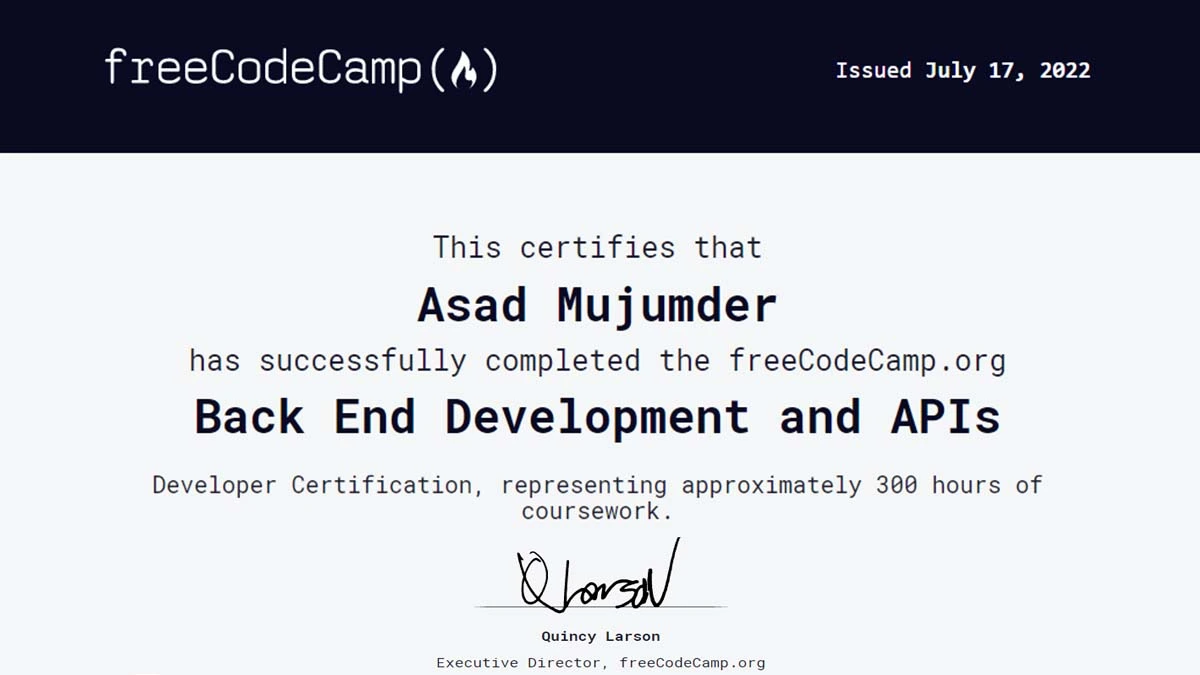 freeCodeCamp(🔥)
Issued July 17, 2022
This certifies that
Asad Mujumder
has successfully completed the freeCodeCamp.org
Back End Development and APIs
Developer Certification, representing approximately 300 hours of
coursework.
Q Larson
Quincy Larson
Executive Director, freeCodeCamp.org